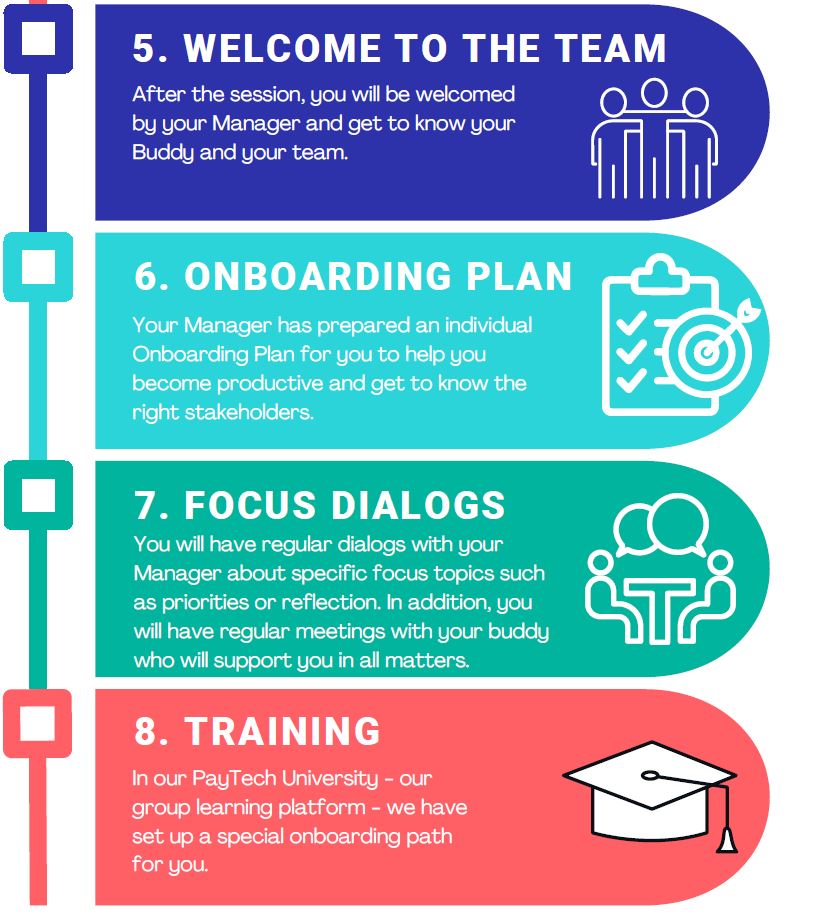 5. WELCOME TO THE TEAM
After the session, you will be welcomed
by your Manager and get to know your
Buddy and your team.
6. ONBOARDING PLAN
Your Manager has prepared an individual
Onboarding Plan for you to help you
become productive and get to know the
right stakeholders.
7. FOCUS DIALOGS
You will have regular dialogs with your
Manager about specific focus topics such
as priorities or reflection. In addition, you
will have regular meetings with your buddy
who will support you in all matters.
8. TRAINING
In our PayTech University - our
group learning platform - we have
set up a special onboarding path
for you.